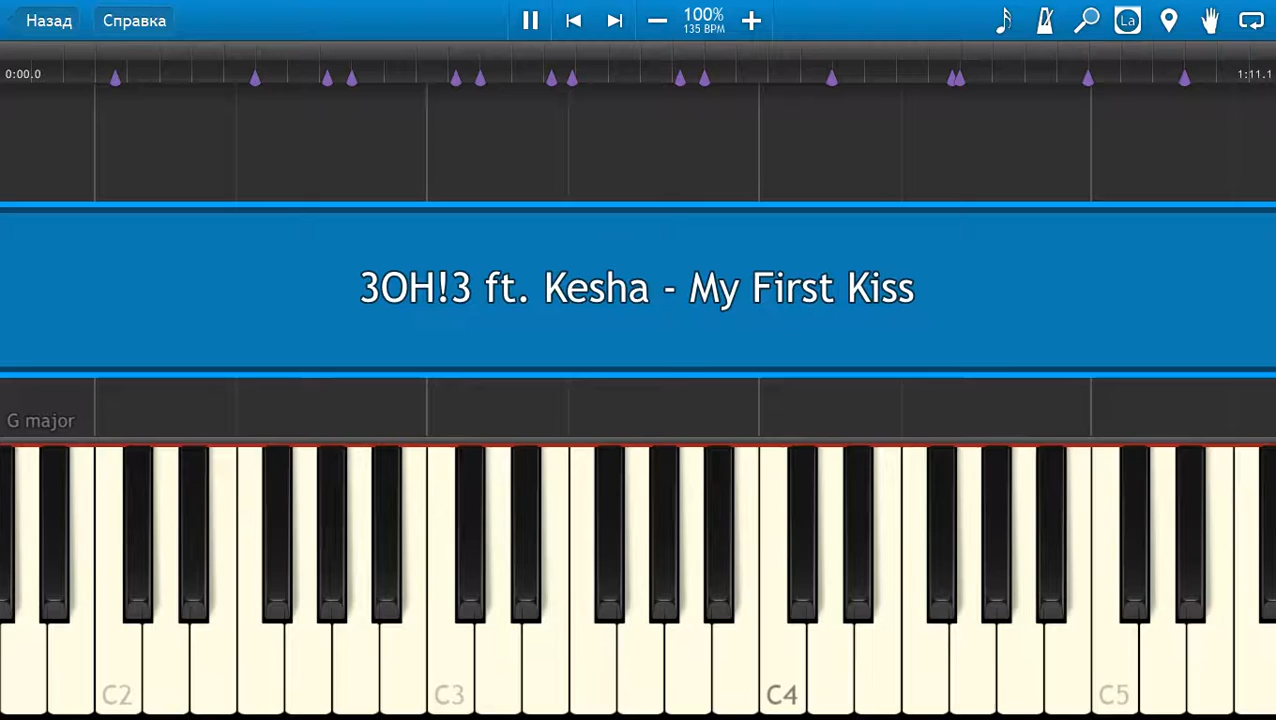 Назад Справка 100% La
135 BPM
0:00,0 1:11.1
3OH!3 ft. Kesha - My First Kiss
G major
C2 C3 C4 C5